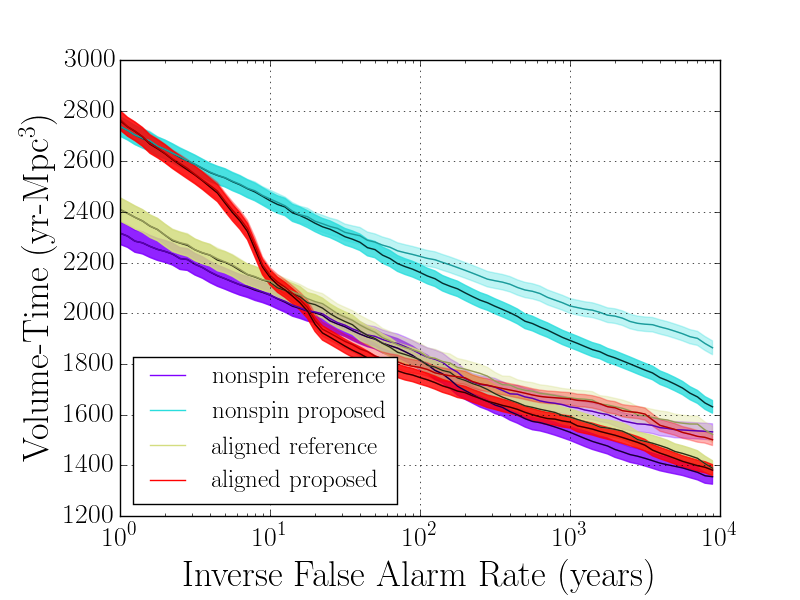 3000
2800
2600
2400
2200
2000
1800
1600
1400
1200
Volume-Time (yr-Mpc³)
nonspin reference
nonspin proposed
aligned reference
aligned proposed
10⁰ 10¹ 10² 10³ 10⁴
Inverse False Alarm Rate (years)